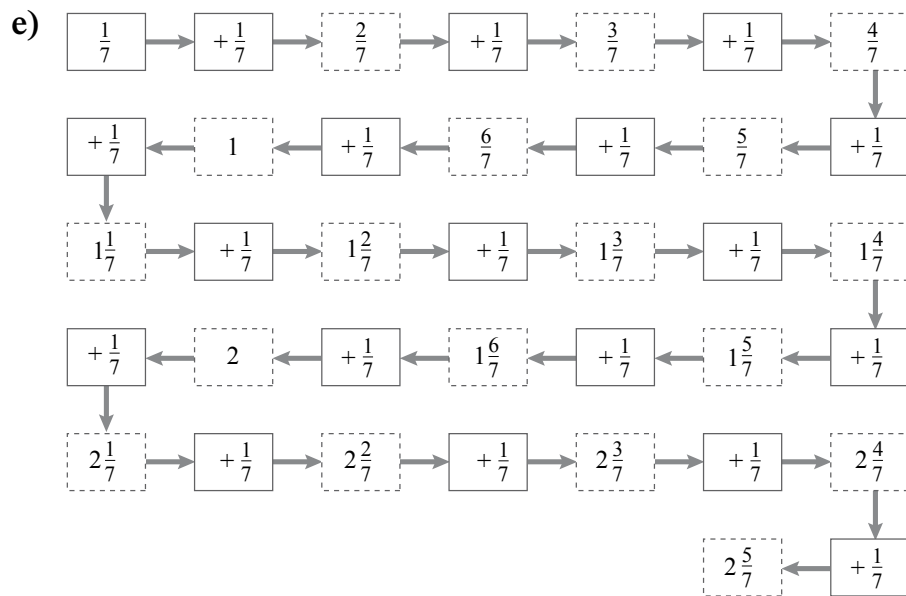 e) 1/7 + 1/7 2/7 + 1/7 3/7 + 1/7 4/7
+ 1/7 1 + 1/7 6/7 + 1/7 5/7 + 1/7
1 1/7 + 1/7 1 2/7 + 1/7 1 3/7 + 1/7 1 4/7
+ 1/7 2 + 1/7 1 6/7 + 1/7 1 5/7 + 1/7
2 1/7 + 1/7 2 2/7 + 1/7 2 3/7 + 1/7 2 4/7
2 5/7 + 1/7